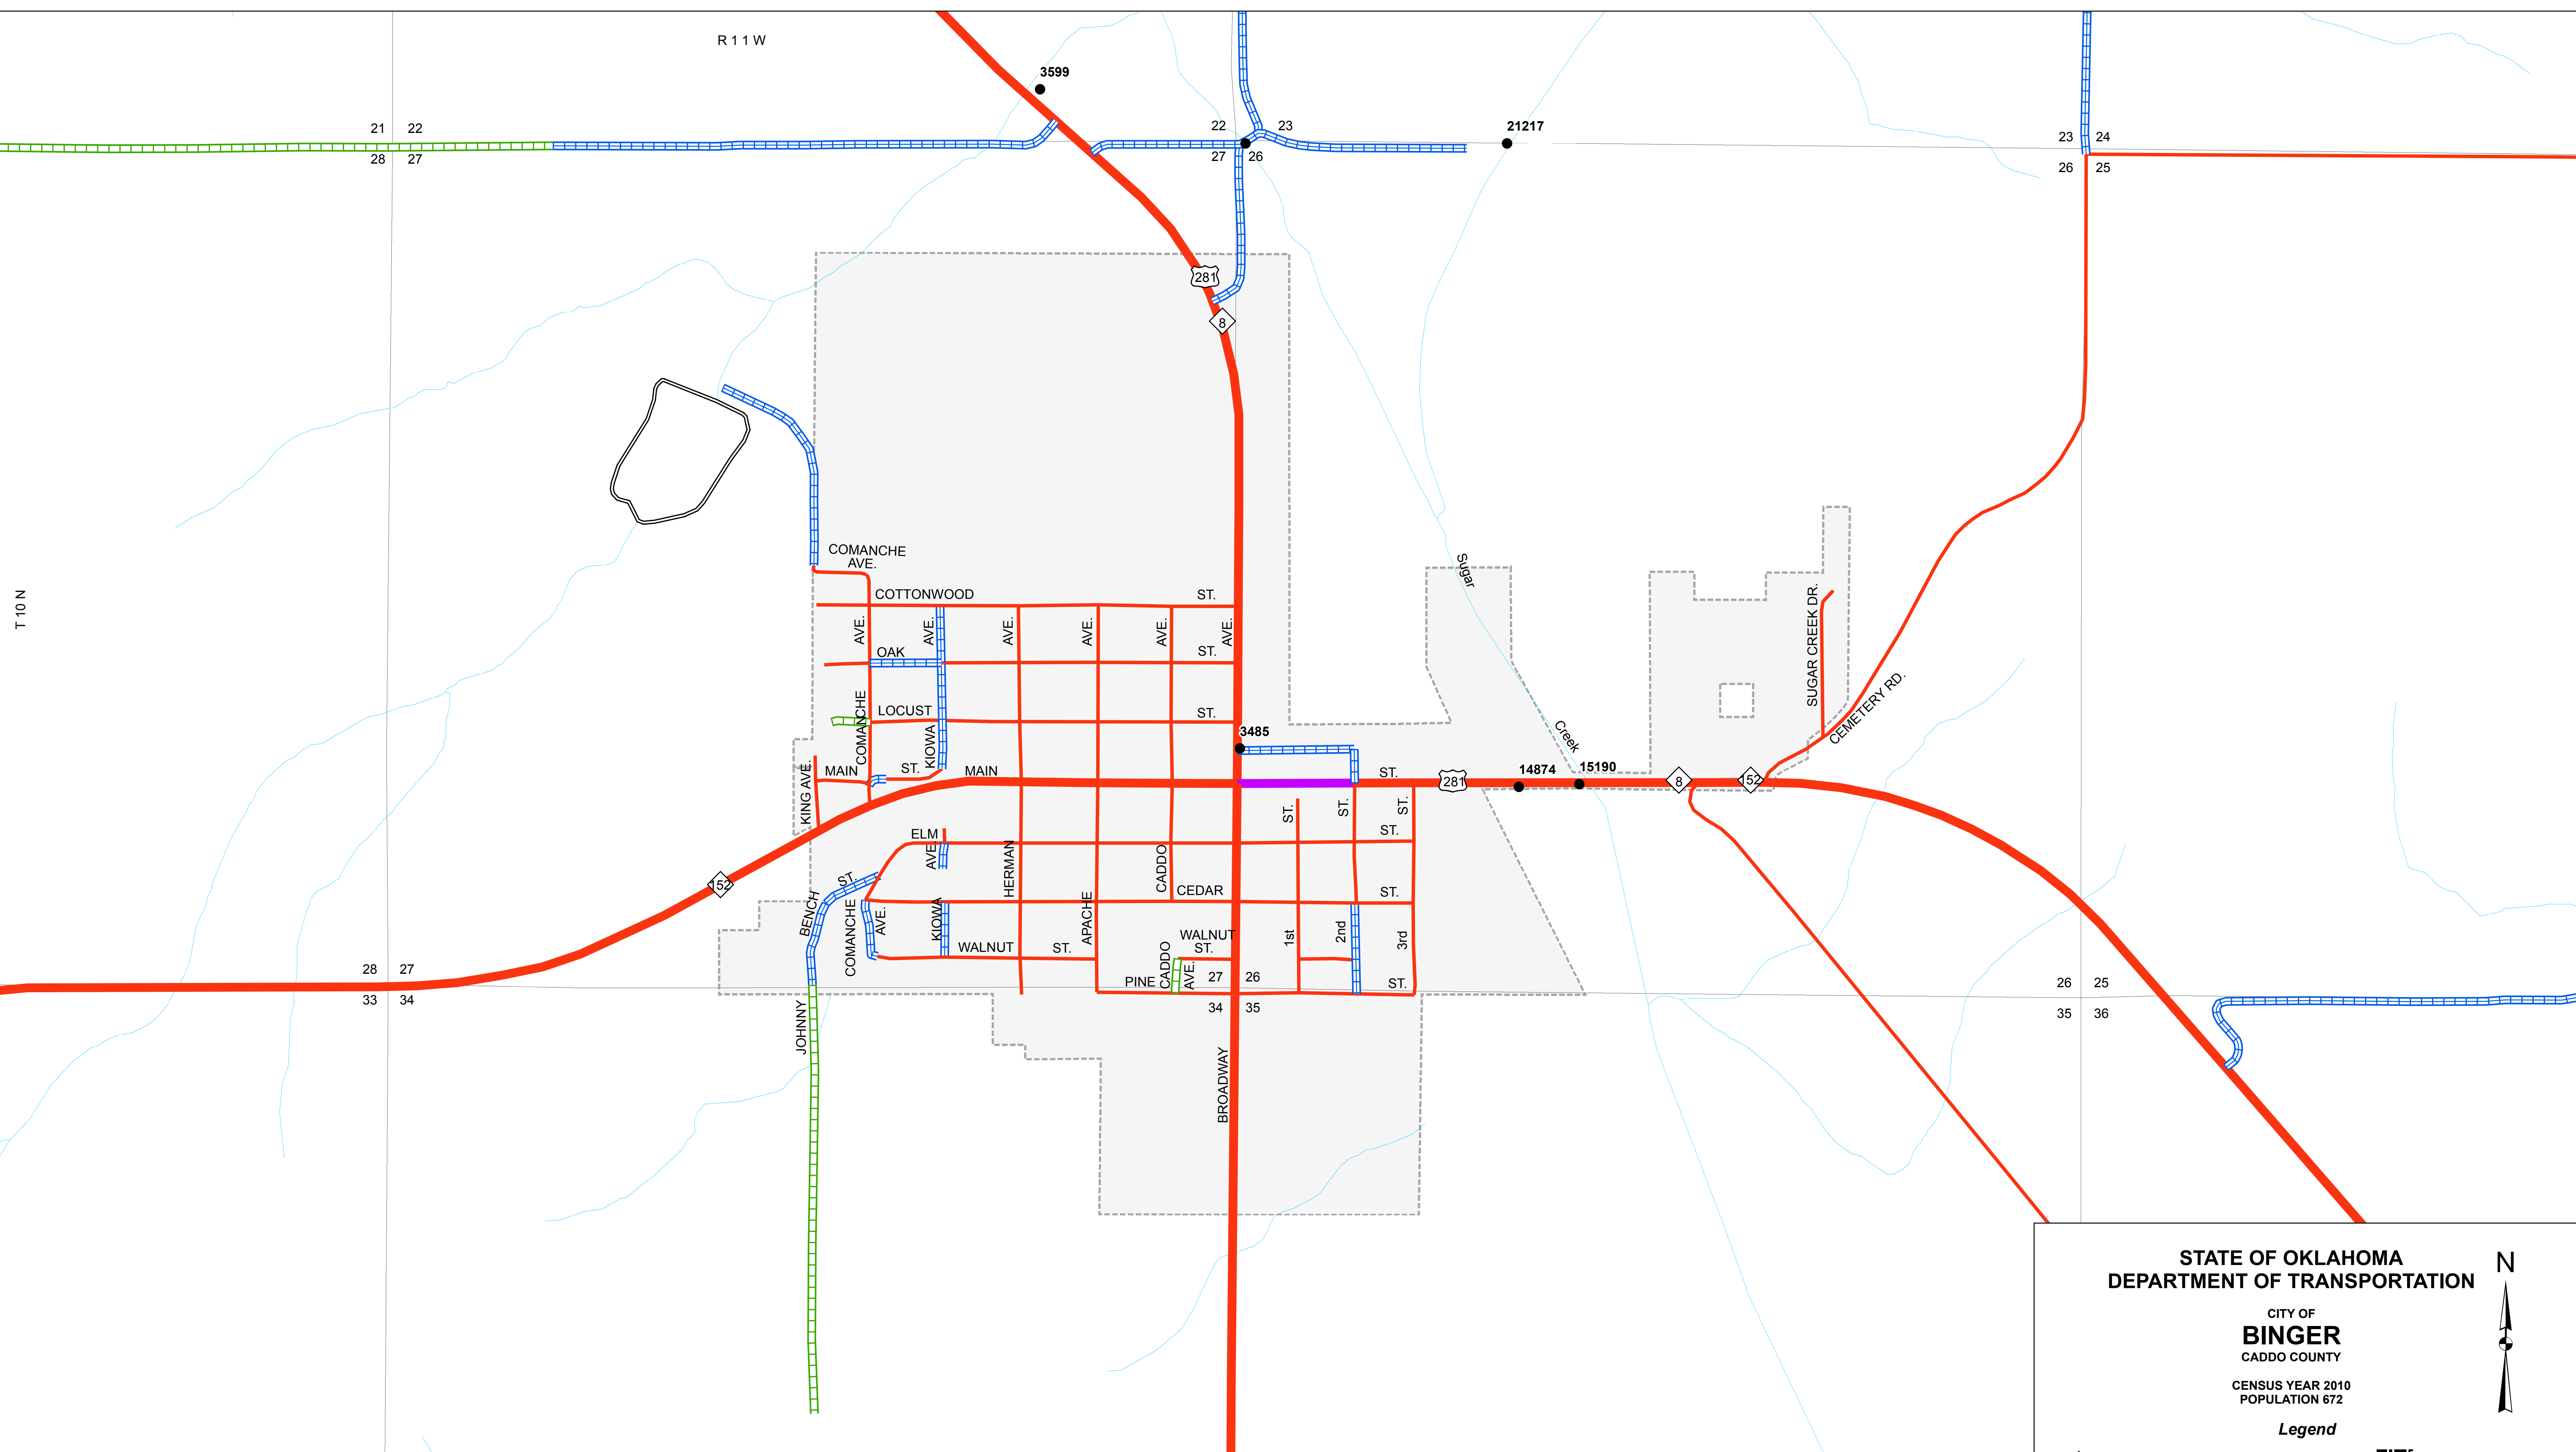 R 1 1 W
3599
21217
21 22
28 27
22 23
27 26
23 24
26 25
281
8
T 10 N
COMANCHE
AVE.
COTTONWOOD ST.
AVE.
AVE.
AVE.
AVE.
AVE.
AVE.
OAK ST.
COMANCHE
LOCUST ST.
KIOWA
3485
MAIN ST.
MAIN ST.
KING AVE.
281
14874
15190
8
152
Sugar
Creek
SUGAR CREEK DR.
CEMETERY RD.
ST.
ST.
ST.
ELM ST.
AVE.
HERMAN
CADDO
152
BENCH ST.
CEDAR ST.
COMANCHE AVE.
KIOWA
APACHE
1st
2nd
3rd
WALNUT ST.
WALNUT
ST.
CADDO
AVE.
PINE ST.
28 27
33 34
27 26
34 35
26 25
35 36
JOHNNY
BROADWAY
STATE OF OKLAHOMA
DEPARTMENT OF TRANSPORTATION
N
CITY OF
BINGER
CADDO COUNTY
CENSUS YEAR 2010
POPULATION 672
Legend